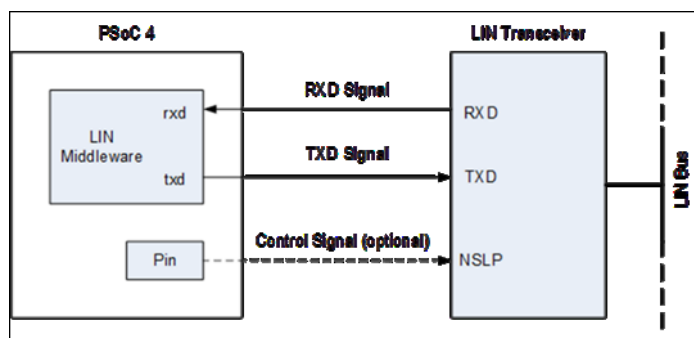 PSoC 4
LIN Transceiver
RXD Signal
rxd
RXD
LIN
Middleware
TXD Signal
txd
TXD
Control Signal (optional)
Pin
NSLP
LIN Bus